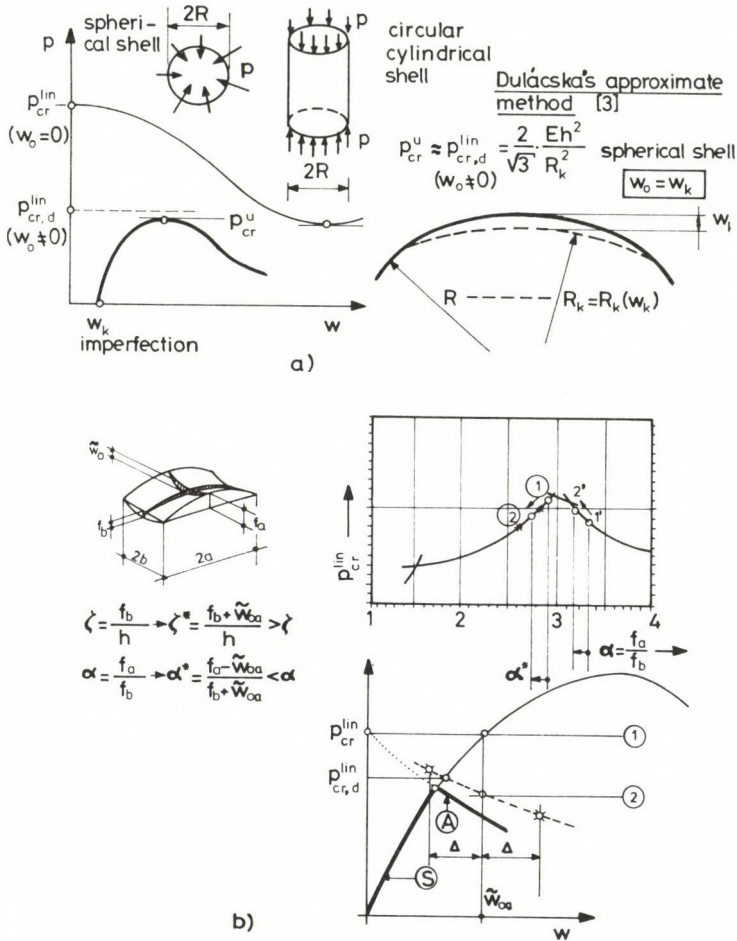 spheri-
cal shell
2R
p
p
circular
cylindrical
shell
p
p
2R
p_cr^lin
(w_o=0)
p_cr,d^lin
(w_o≠0)
p_cr^u
w_k
imperfection
w
Dulácska's approximate
method [3]
p_cr^u ≈ p_cr,d^lin = 2/√3 · Eh²/R_k² spherical shell
(w_o≠0)
w_o = w_k
R
R_k=R_k(w_k)
a)
w̃_o
f_b
f_a
2b
2a
ζ = f_b/h → ζ* = (f_b+w̃_oa)/h > ζ
α = f_a/f_b → α* = (f_a-w̃_oa)/(f_b+w̃_oa) < α
p_cr^lin
1
2
2'
1'
1 2 3 4
α*
α = f_a/f_b
p_cr^lin
p_cr,d^lin
1
2
A
Δ Δ
S
w̃_oa
w
b)